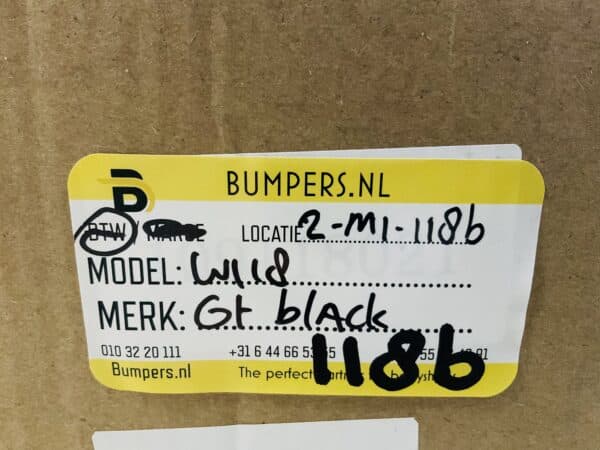 BUMPERS.NL
BTW / MARGE LOCATIE 2-M1-118b
MODEL: W118
MERK: Gt black
010 32 20 111 +31 6 44 66 53
118b
Bumpers.nl The perfect